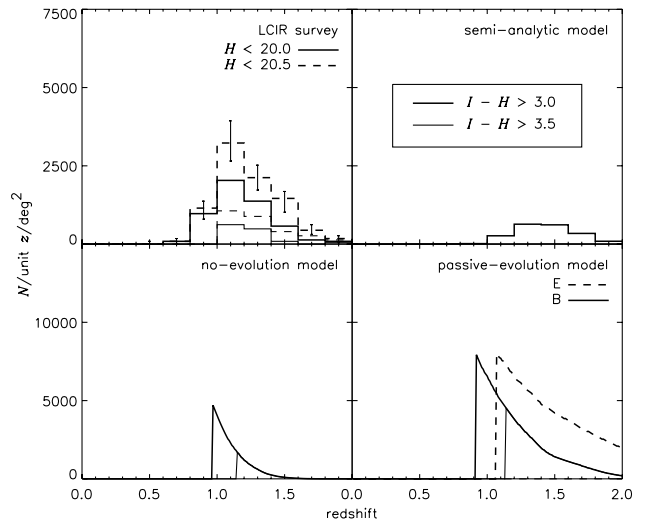 7500
LCIR survey
H < 20.0
H < 20.5
semi-analytic model
5000
I - H > 3.0
I - H > 3.5
2500
0
N/unit z/deg²
no-evolution model
passive-evolution model
E
B
10000
5000
0
0.0 0.5 1.0 1.5 0.0 0.5 1.0 1.5 2.0
redshift